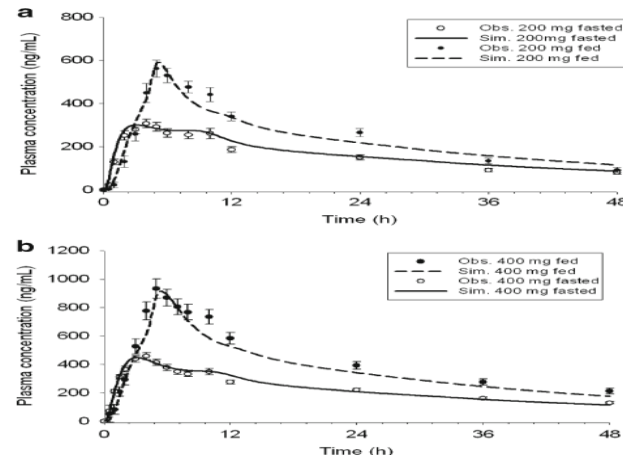 a
Plasma concentration (ng/mL)
800
600
400
200
0
Obs. 200 mg fasted
Sim. 200mg fasted
Obs. 200 mg fed
Sim. 200 mg fed
0 12 24 36 48
Time (h)
b
Plasma concentration (ng/mL)
1200
1000
800
600
400
200
0
Obs. 400 mg fed
Sim. 400 mg fed
Obs. 400 mg fasted
Sim. 400 mg fasted
0 12 24 36 48
Time (h)